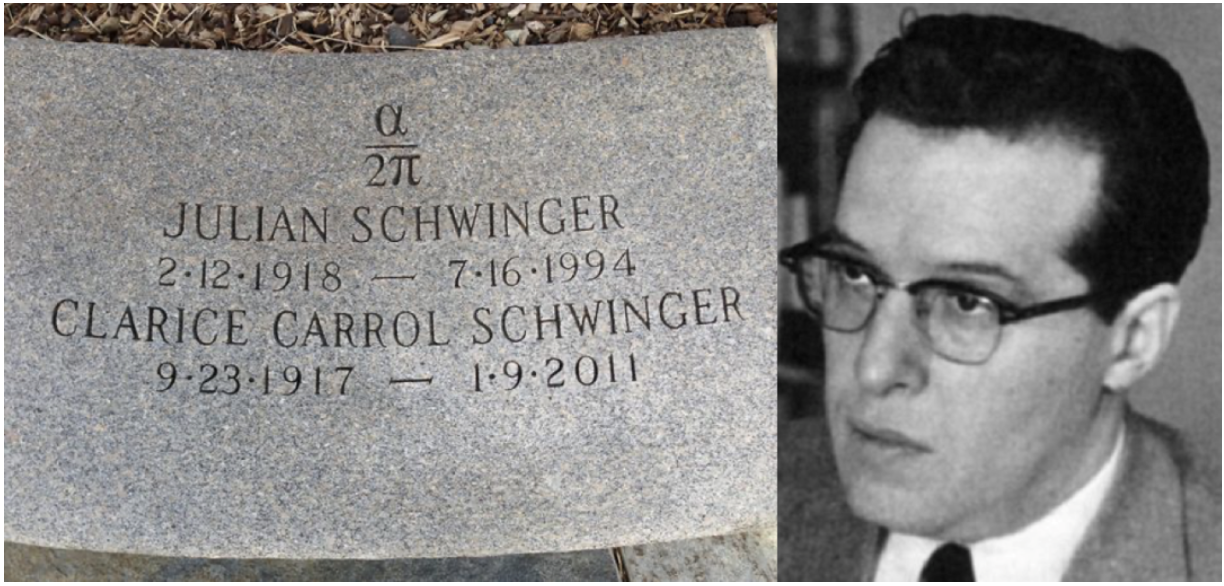 α
2π
JULIAN SCHWINGER
2·12·1918 — 7·16·1994
CLARICE CARROL SCHWINGER
9·23·1917 — 1·9·2011